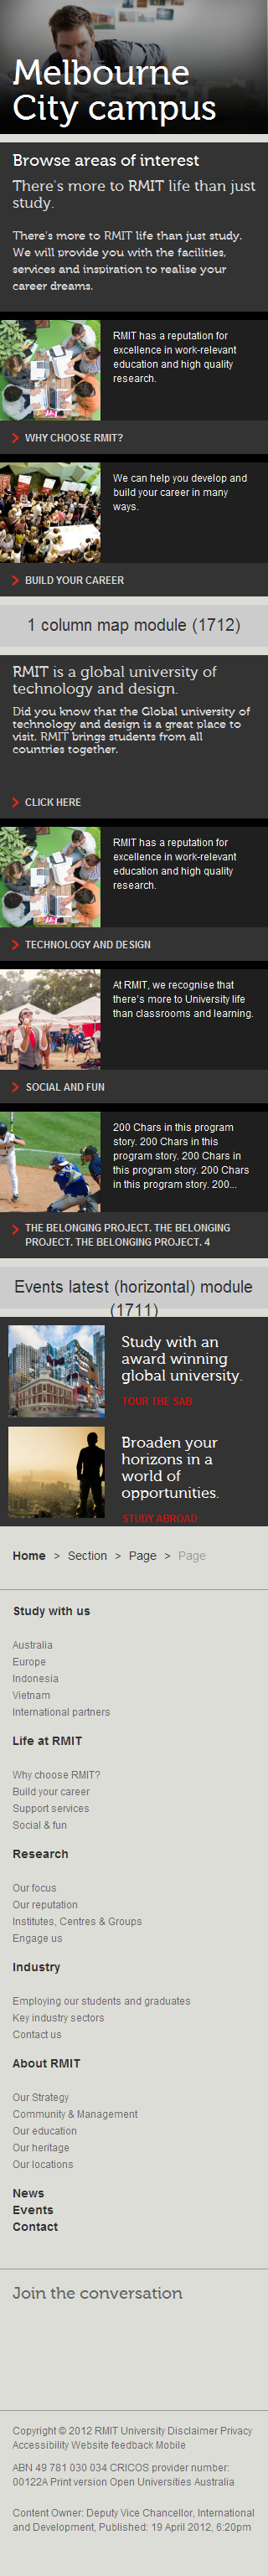 Melbourne
City campus
Browse areas of interest
There's more to RMIT life than just
study.
There's more to RMIT life than just study.
We will provide you with the facilities,
services and inspiration to realise your
career dreams.
RMIT has a reputation for
excellence in work-relevant
education and high quality
research.
WHY CHOOSE RMIT?
We can help you develop and
build your career in many
ways.
BUILD YOUR CAREER
1 column map module (1712)
RMIT is a global university of
technology and design.
Did you know that the Global university of
technology and design is a great place to
visit. RMIT brings students from all
countries together.
CLICK HERE
RMIT has a reputation for
excellence in work-relevant
education and high quality
research.
TECHNOLOGY AND DESIGN
At RMIT, we recognise that
there's more to University life
than classrooms and learning.
SOCIAL AND FUN
200 Chars in this program
story. 200 Chars in this
program story. 200 Chars in
this program story. 200 Chars
in this program story. 200...
THE BELONGING PROJECT. THE BELONGING
PROJECT. THE BELONGING PROJECT. 4
Events latest (horizontal) module
(1711)
Study with an
award winning
global university.
TOUR THE SAB
Broaden your
horizons in a
world of
opportunities.
STUDY ABROAD
Home > Section > Page > Page
Study with us
Australia
Europe
Indonesia
Vietnam
International partners
Life at RMIT
Why choose RMIT?
Build your career
Support services
Social & fun
Research
Our focus
Our reputation
Institutes, Centres & Groups
Engage us
Industry
Employing our students and graduates
Key industry sectors
Contact us
About RMIT
Our Strategy
Community & Management
Our education
Our heritage
Our locations
News
Events
Contact
Join the conversation
Copyright © 2012 RMIT University Disclaimer Privacy
Accessibility Website feedback Mobile
ABN 49 781 030 034 CRICOS provider number:
00122A Print version Open Universities Australia
Content Owner: Deputy Vice Chancellor, International
and Development, Published: 19 April 2012, 6:20pm